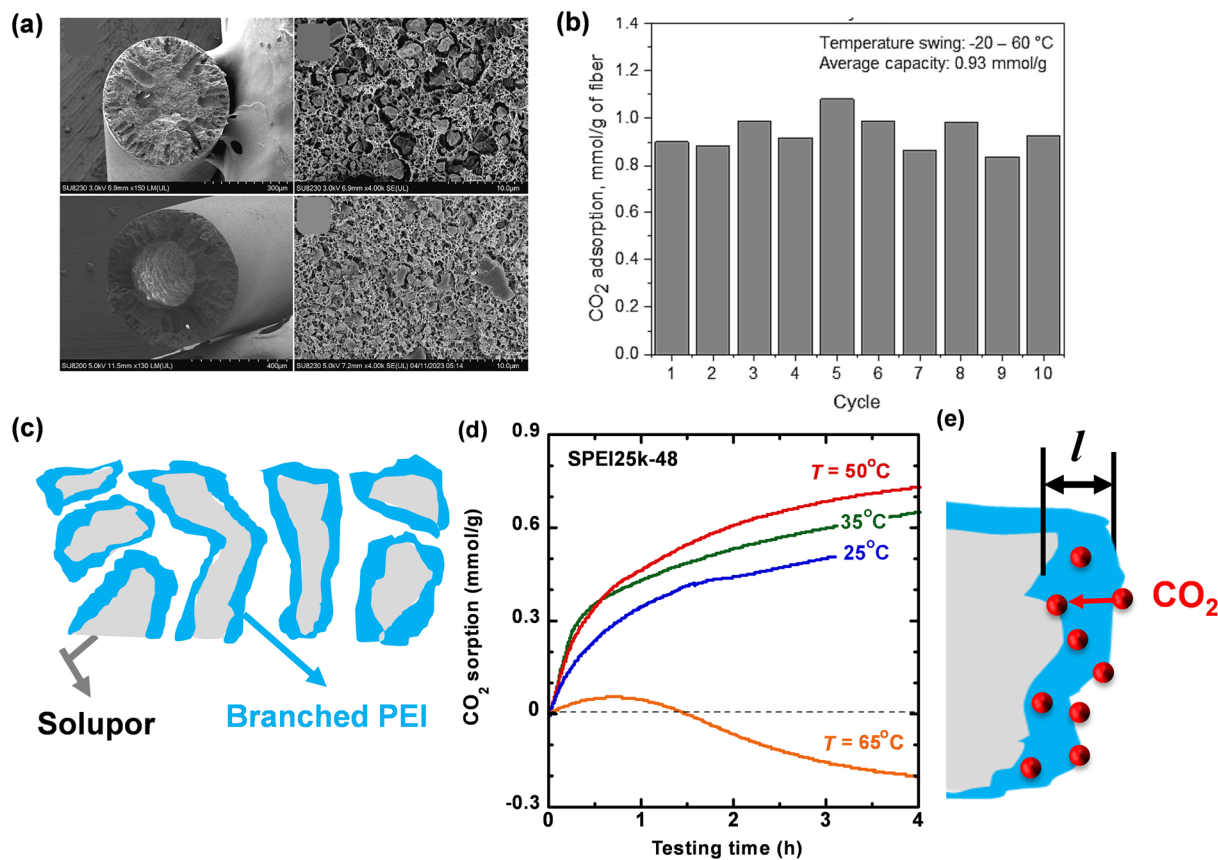 (a)
SU8230 3.0kV 6.9mm x150 LM(UL)
300µm
SU8230 3.0kV 6.9mm x4.00k SE(UL)
10.0µm
SU8200 5.0kV 11.5mm x130 LM(UL)
400µm
SU8230 5.0kV 7.2mm x4.00k SE(UL) 04/11/2023 05:14
10.0µm
(b)
Temperature swing: -20 – 60 °C
Average capacity: 0.93 mmol/g
CO2 adsorption, mmol/g of fiber
1.4
1.2
1.0
0.8
0.6
0.4
0.2
0.0
1 2 3 4 5 6 7 8 9 10
Cycle
(c)
Solupor
Branched PEI
(d)
SPEI25k-48
T = 50°C
35°C
25°C
T = 65°C
CO2 sorption (mmol/g)
0.9
0.6
0.3
0
-0.3
0 1 2 3 4
Testing time (h)
(e)
l
CO2